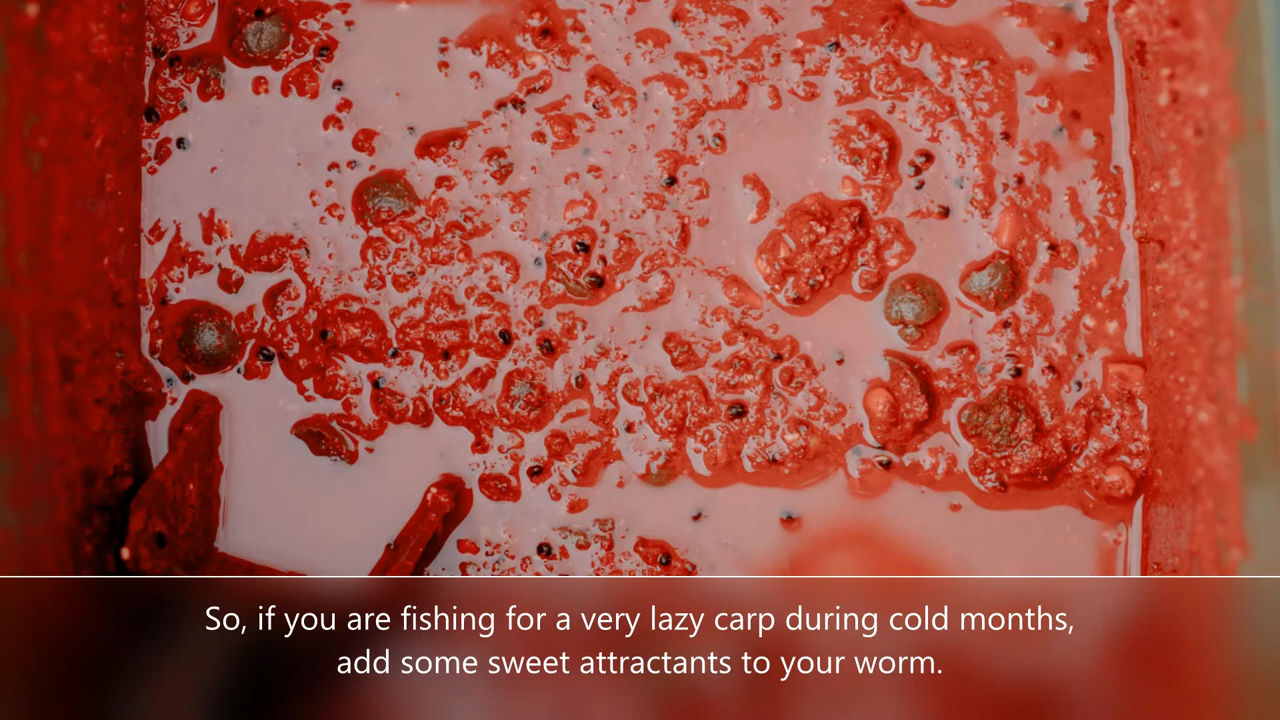 So, if you are fishing for a very lazy carp during cold months,
add some sweet attractants to your worm.